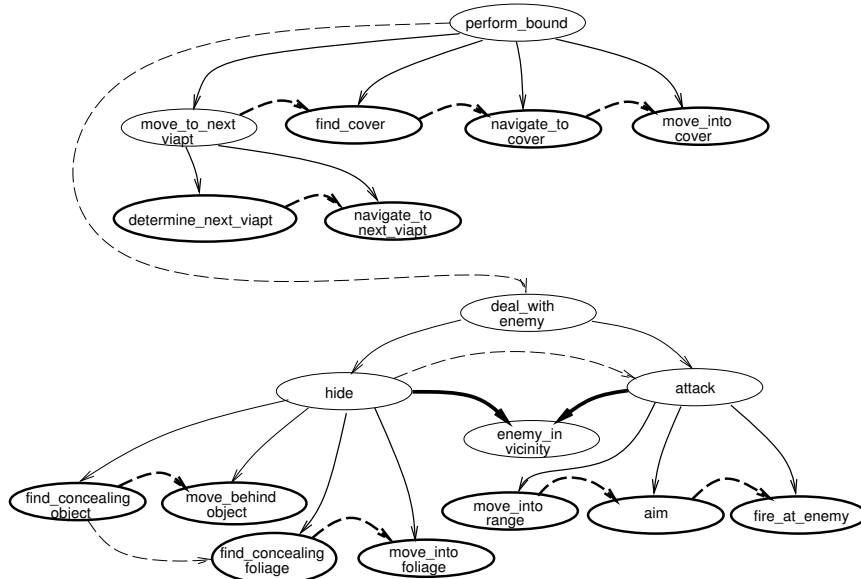 perform_bound
move_to_next
viapt
find_cover
navigate_to
cover
move_into
cover
determine_next_viapt
navigate_to
next_viapt
deal_with
enemy
hide
attack
enemy_in
vicinity
find_concealing
object
move_behind
object
move_into
range
aim
fire_at_enemy
find_concealing
foliage
move_into
foliage